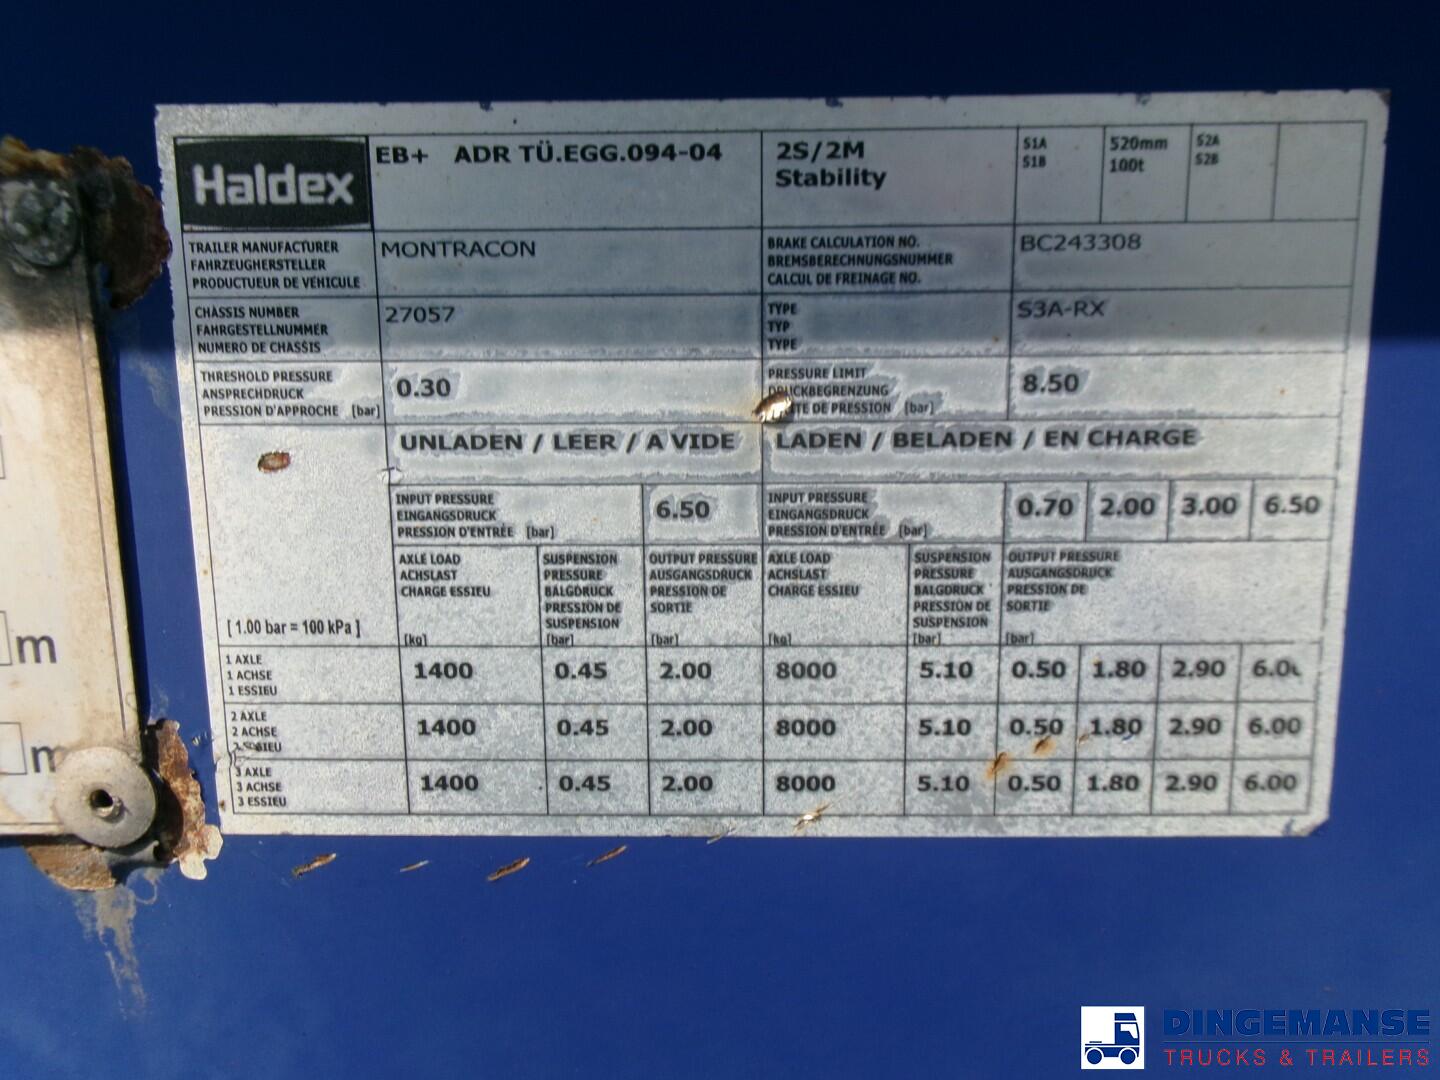 Haldex
EB+ ADR TÜ.EGG.094-04
2S/2M
Stability
S1A
S1B
520mm
100t
S2A
S2B
TRAILER MANUFACTURER
FAHRZEUGHERSTELLER
PRODUCTEUR DE VÉHICULE
MONTRACON
BRAKE CALCULATION NO.
BREMSBERECHNUNGSNUMMER
CALCUL DE FREINAGE NO.
BC243308
CHASSIS NUMBER
FAHRGESTELLNUMMER
NUMERO DE CHASSIS
27057
TYPE
TYP
TYPE
S3A-RX
THRESHOLD PRESSURE
ANSPRECHDRUCK
PRESSION D'APPROCHE [bar]
0.30
PRESSURE LIMIT
DRUCKBEGRENZUNG
DE PRESSION [bar]
8.50
UNLADEN / LEER / A VIDE
LADEN / BELADEN / EN CHARGE
INPUT PRESSURE
EINGANGSDRUCK
PRESSION D'ENTRÉE [bar]
6.50
INPUT PRESSURE
EINGANGSDRUCK
PRESSION D'ENTRÉE [bar]
0.70 2.00 3.00 6.50
[ 1.00 bar = 100 kPa ]
AXLE LOAD
ACHSLAST
CHARGE ESSIEU
[kg]
SUSPENSION
PRESSURE
BALGDRUCK
PRESSION DE
SUSPENSION
[bar]
OUTPUT PRESSURE
AUSGANGSDRUCK
PRESSION DE
SORTIE
[bar]
AXLE LOAD
ACHSLAST
CHARGE ESSIEU
[kg]
SUSPENSION
PRESSURE
BALGDRUCK
PRESSION DE
SUSPENSION
[bar]
OUTPUT PRESSURE
AUSGANGSDRUCK
PRESSION DE
SORTIE
[bar]
1 AXLE
1 ACHSE
1 ESSIEU
1400 0.45 2.00 8000 5.10 0.50 1.80 2.90 6.00
2 AXLE
2 ACHSE
2 ESSIEU
1400 0.45 2.00 8000 5.10 0.50 1.80 2.90 6.00
3 AXLE
3 ACHSE
3 ESSIEU
1400 0.45 2.00 8000 5.10 0.50 1.80 2.90 6.00
m
m
DINGEMANSE
TRUCKS & TRAILERS